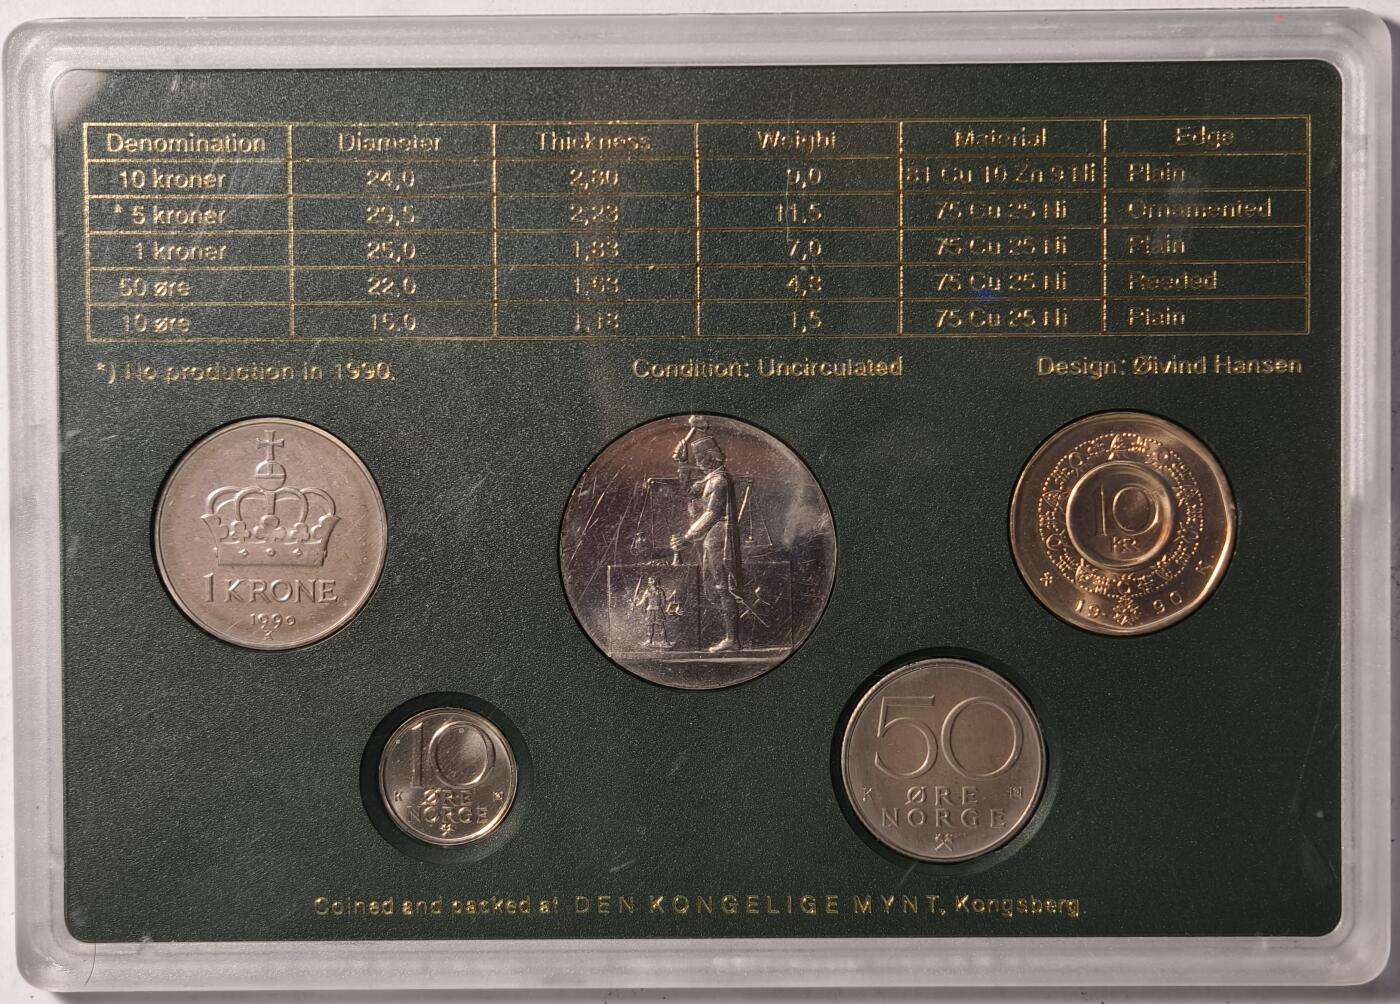 Denomination Diameter Thickness Weight Material Edge
10 kroner 24,0 2,80 9,0 81 Cu 10 Zn 9 Ni Plain
* 5 kroner 29,5 2,23 11,5 75 Cu 25 Ni Ornamented
1 kroner 25,0 1,83 7,0 75 Cu 25 Ni Plain
50 øre 22,0 1,53 4,8 75 Cu 25 Ni Reeded
10 øre 15,0 1,18 1,5 75 Cu 25 Ni Plain
*) No production in 1990. Condition: Uncirculated Design: Øivind Hansen
1 KRONE
1990
K
10
KR
19 90
K.
10
K
ØRE
NORGE
50
K
ØRE
NORGE
Coined and packed at DEN KONGELIGE MYNT, Kongsberg